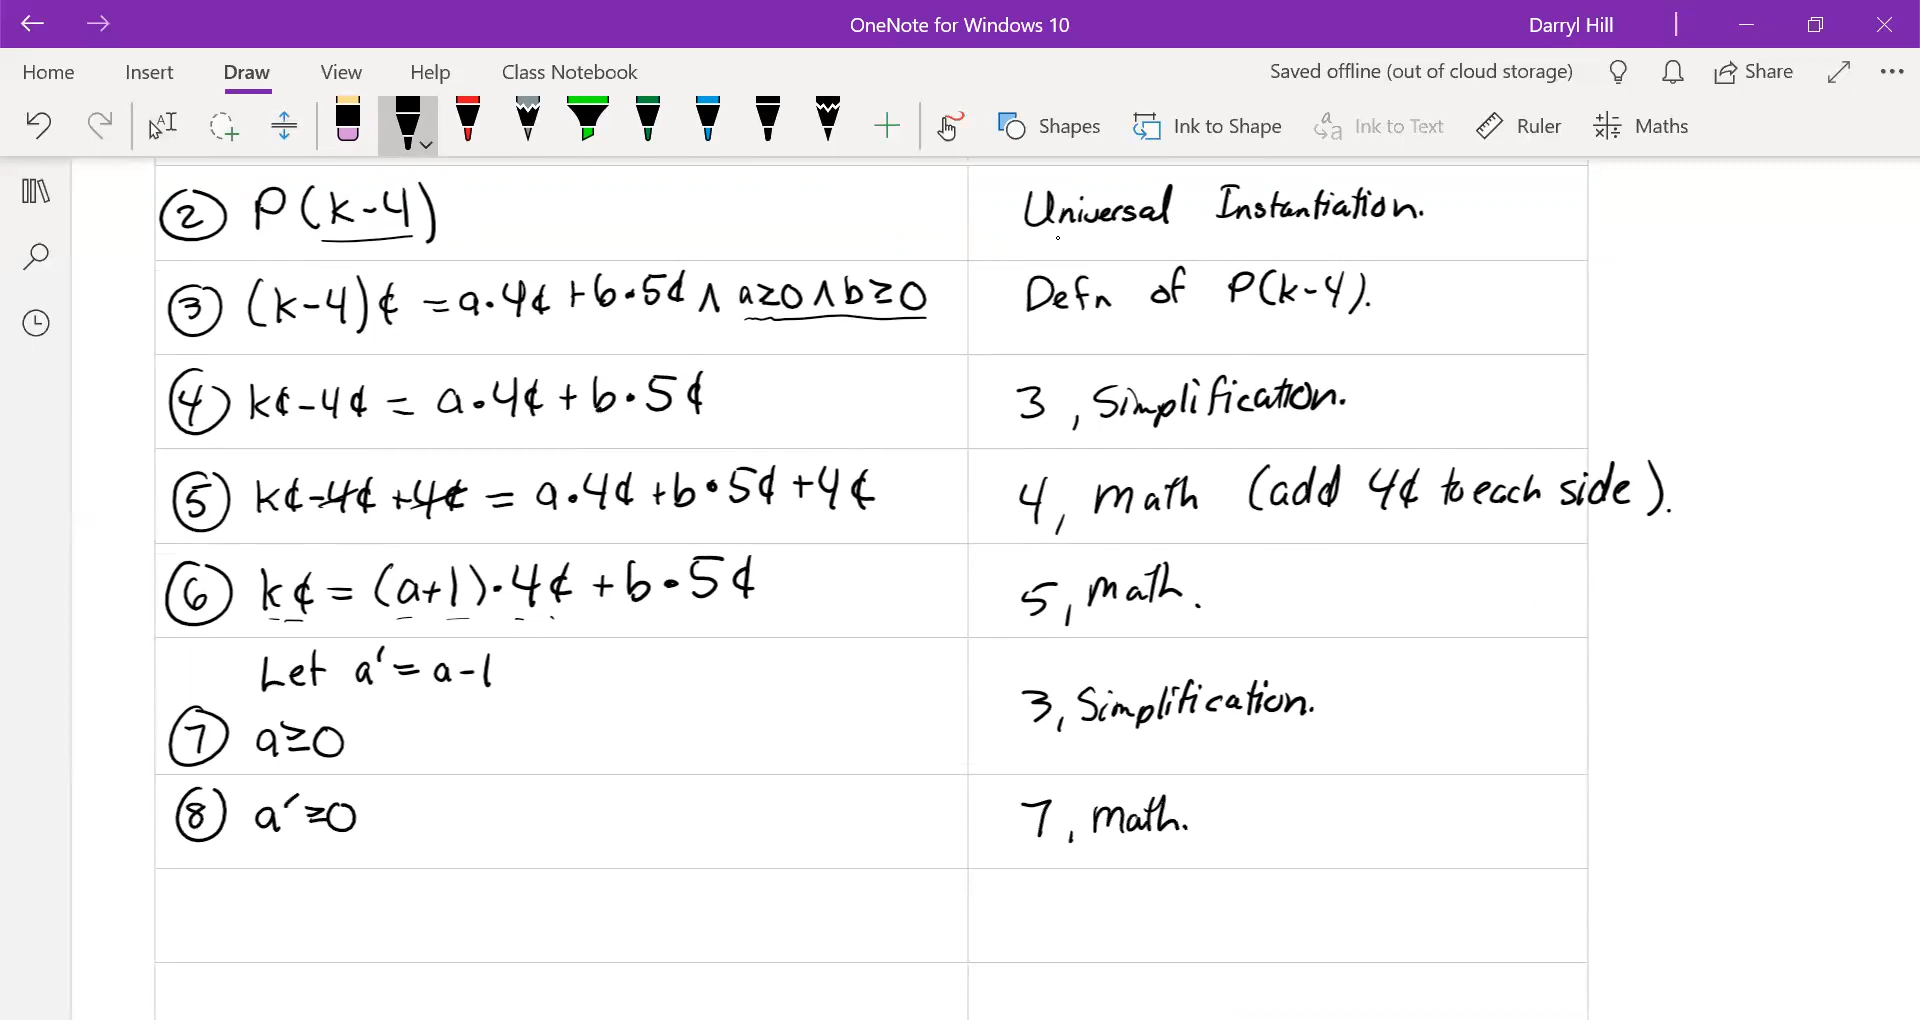 OneNote for Windows 10
Darryl Hill
Home Insert Draw View Help Class Notebook
Saved offline (out of cloud storage) Share
Shapes Ink to Shape Ink to Text Ruler Maths
② P(k-4) Universal Instantiation.
③ (k-4)¢ = a·4¢ + b·5¢ ∧ a≥0 ∧ b≥0 Defn of P(k-4).
④ k¢-4¢ = a·4¢ + b·5¢ 3, Simplification.
⑤ k¢-4¢+4¢ = a·4¢ + b·5¢ + 4¢ 4, math (add 4¢ to each side).
⑥ k¢ = (a+1)·4¢ + b·5¢ 5, math.
Let a' = a-1
⑦ a≥0 3, Simplification.
⑧ a'≥0 7, math.